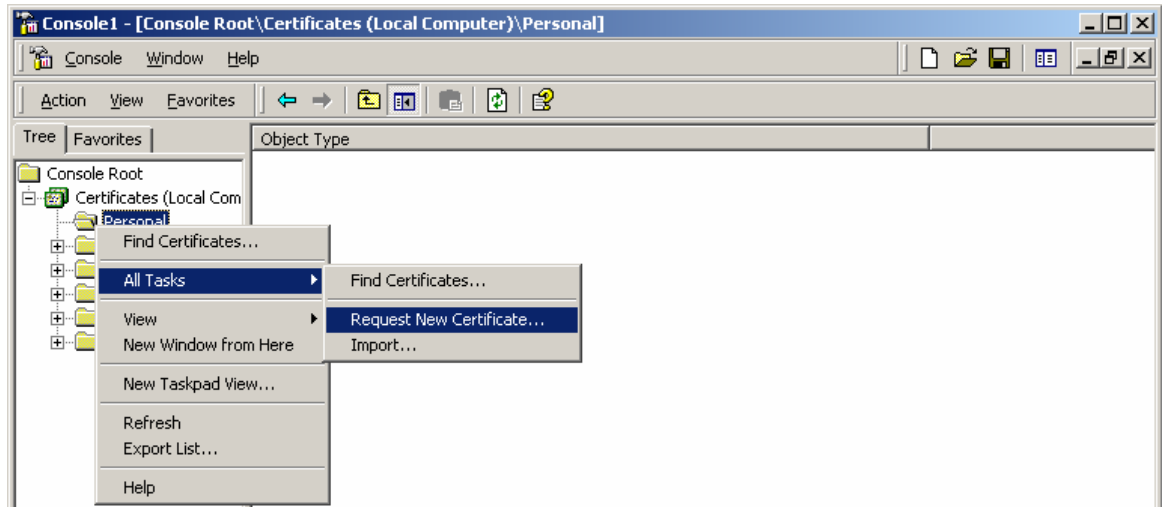 Console1 - [Console Root\Certificates (Local Computer)\Personal]
Console Window Help
Action View Favorites
Tree Favorites
Object Type
Console Root
Certificates (Local Com
Personal
Find Certificates...
All Tasks
View
New Window from Here
New Taskpad View...
Refresh
Export List...
Help
Find Certificates...
Request New Certificate...
Import...